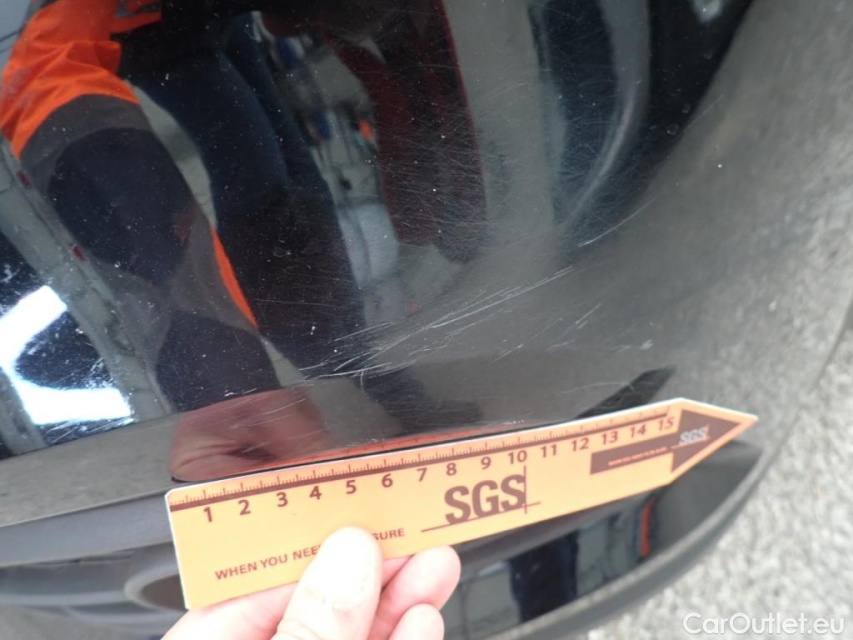 1 2 3 4 5 6 7 8 9 10 11 12 13 14 15
SGS
SGS
WHEN YOU NEE SURE
CarOutlet.eu